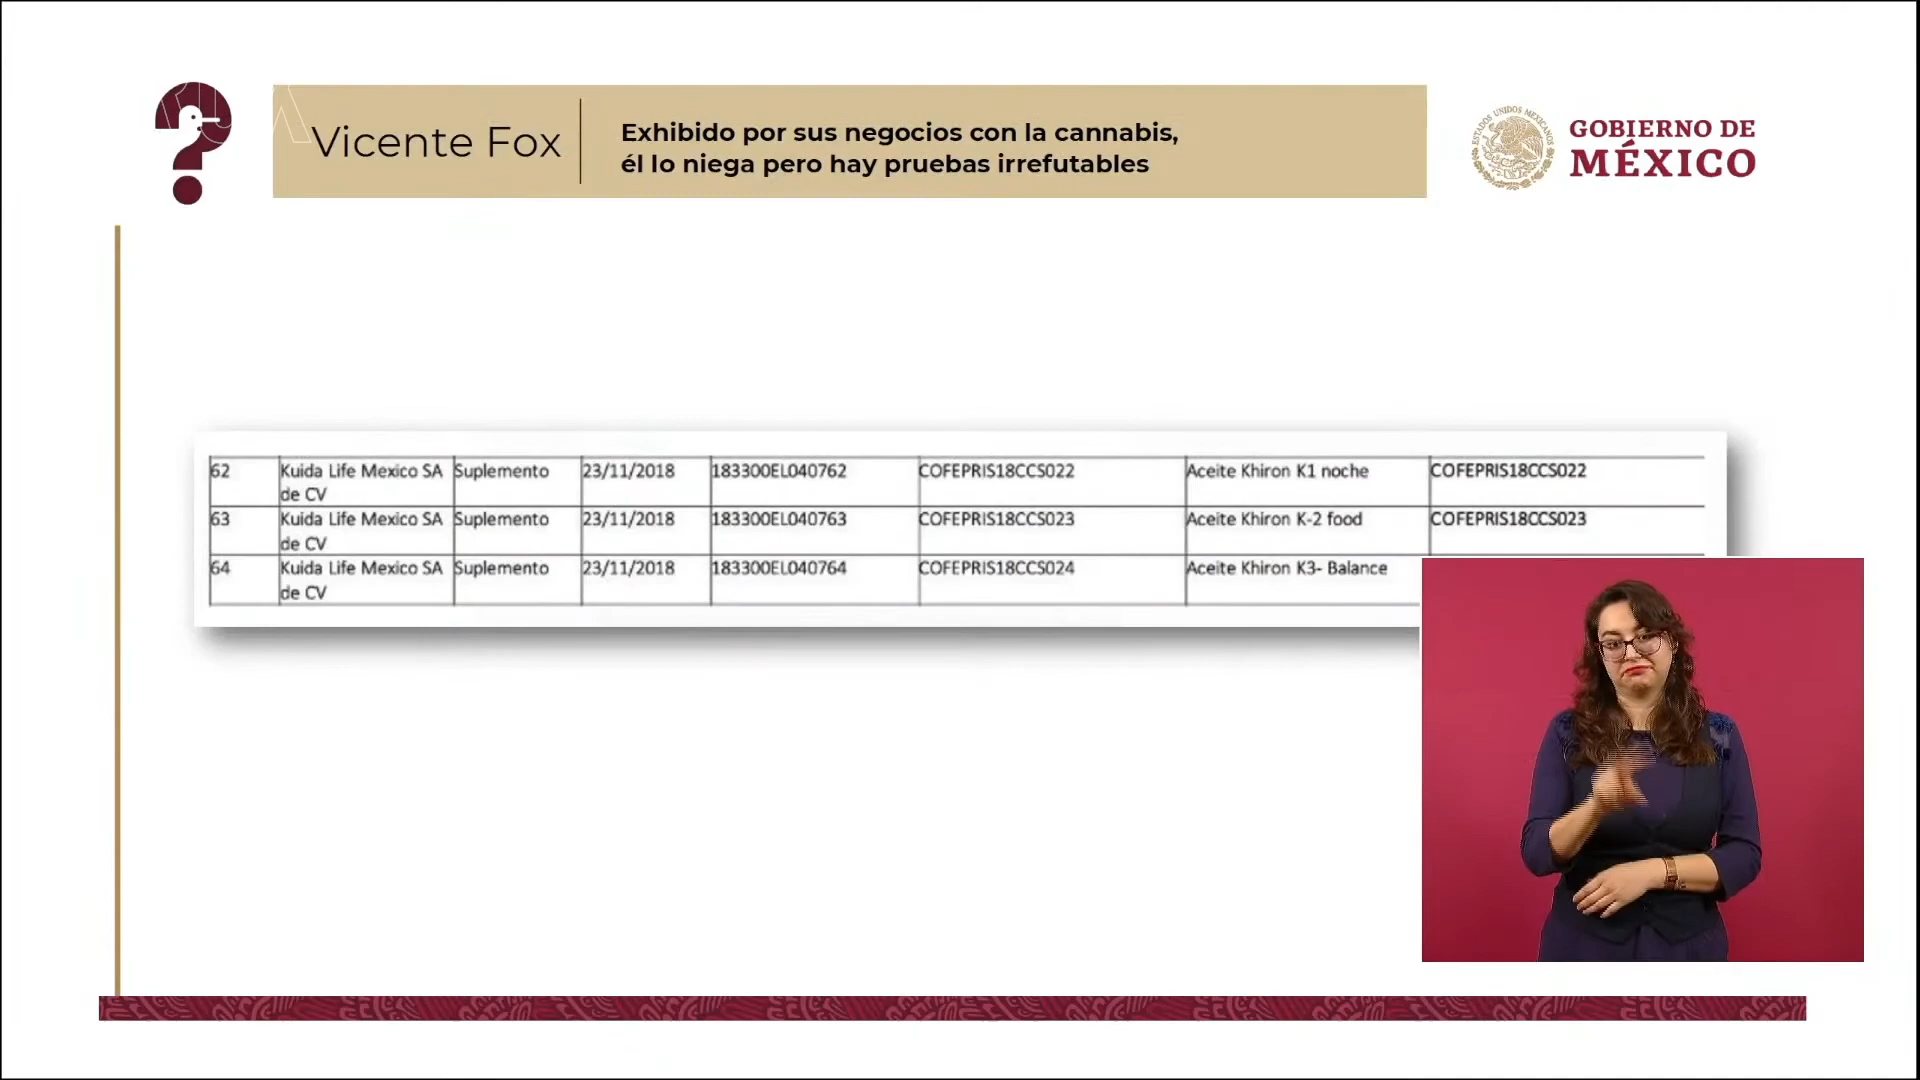 Vicente Fox
Exhibido por sus negocios con la cannabis,
él lo niega pero hay pruebas irrefutables
ESTADOS UNIDOS MEXICANOS
GOBIERNO DE
MÉXICO
62 Kuida Life Mexico SA de CV Suplemento 23/11/2018 183300EL040762 COFEPRIS18CCS022 Aceite Khiron K1 noche COFEPRIS18CCS022
63 Kuida Life Mexico SA de CV Suplemento 23/11/2018 183300EL040763 COFEPRIS18CCS023 Aceite Khiron K-2 food COFEPRIS18CCS023
64 Kuida Life Mexico SA de CV Suplemento 23/11/2018 183300EL040764 COFEPRIS18CCS024 Aceite Khiron K3- Balance